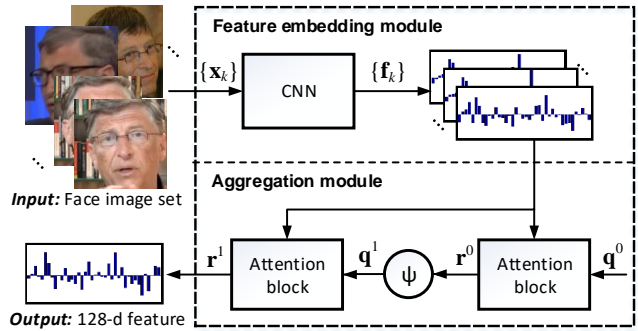 Feature embedding module
{x_k}
CNN
{f_k}
Input: Face image set
Aggregation module
r^1
Attention
block
q^1
ψ
r^0
Attention
block
q^0
Output: 128-d feature